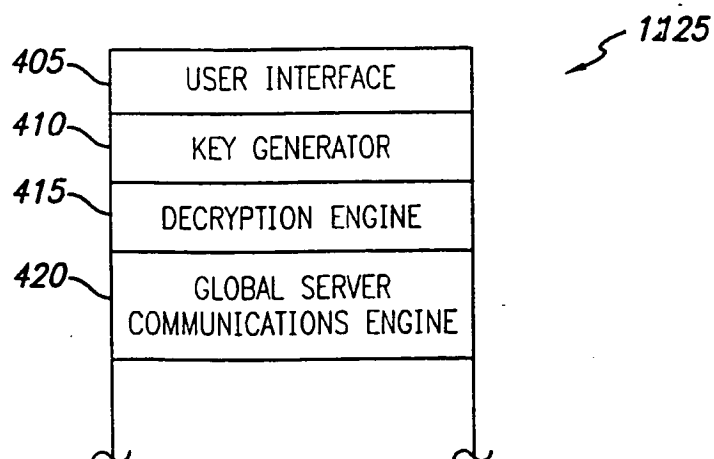 1125
405 USER INTERFACE
410 KEY GENERATOR
415 DECRYPTION ENGINE
420 GLOBAL SERVER
COMMUNICATIONS ENGINE